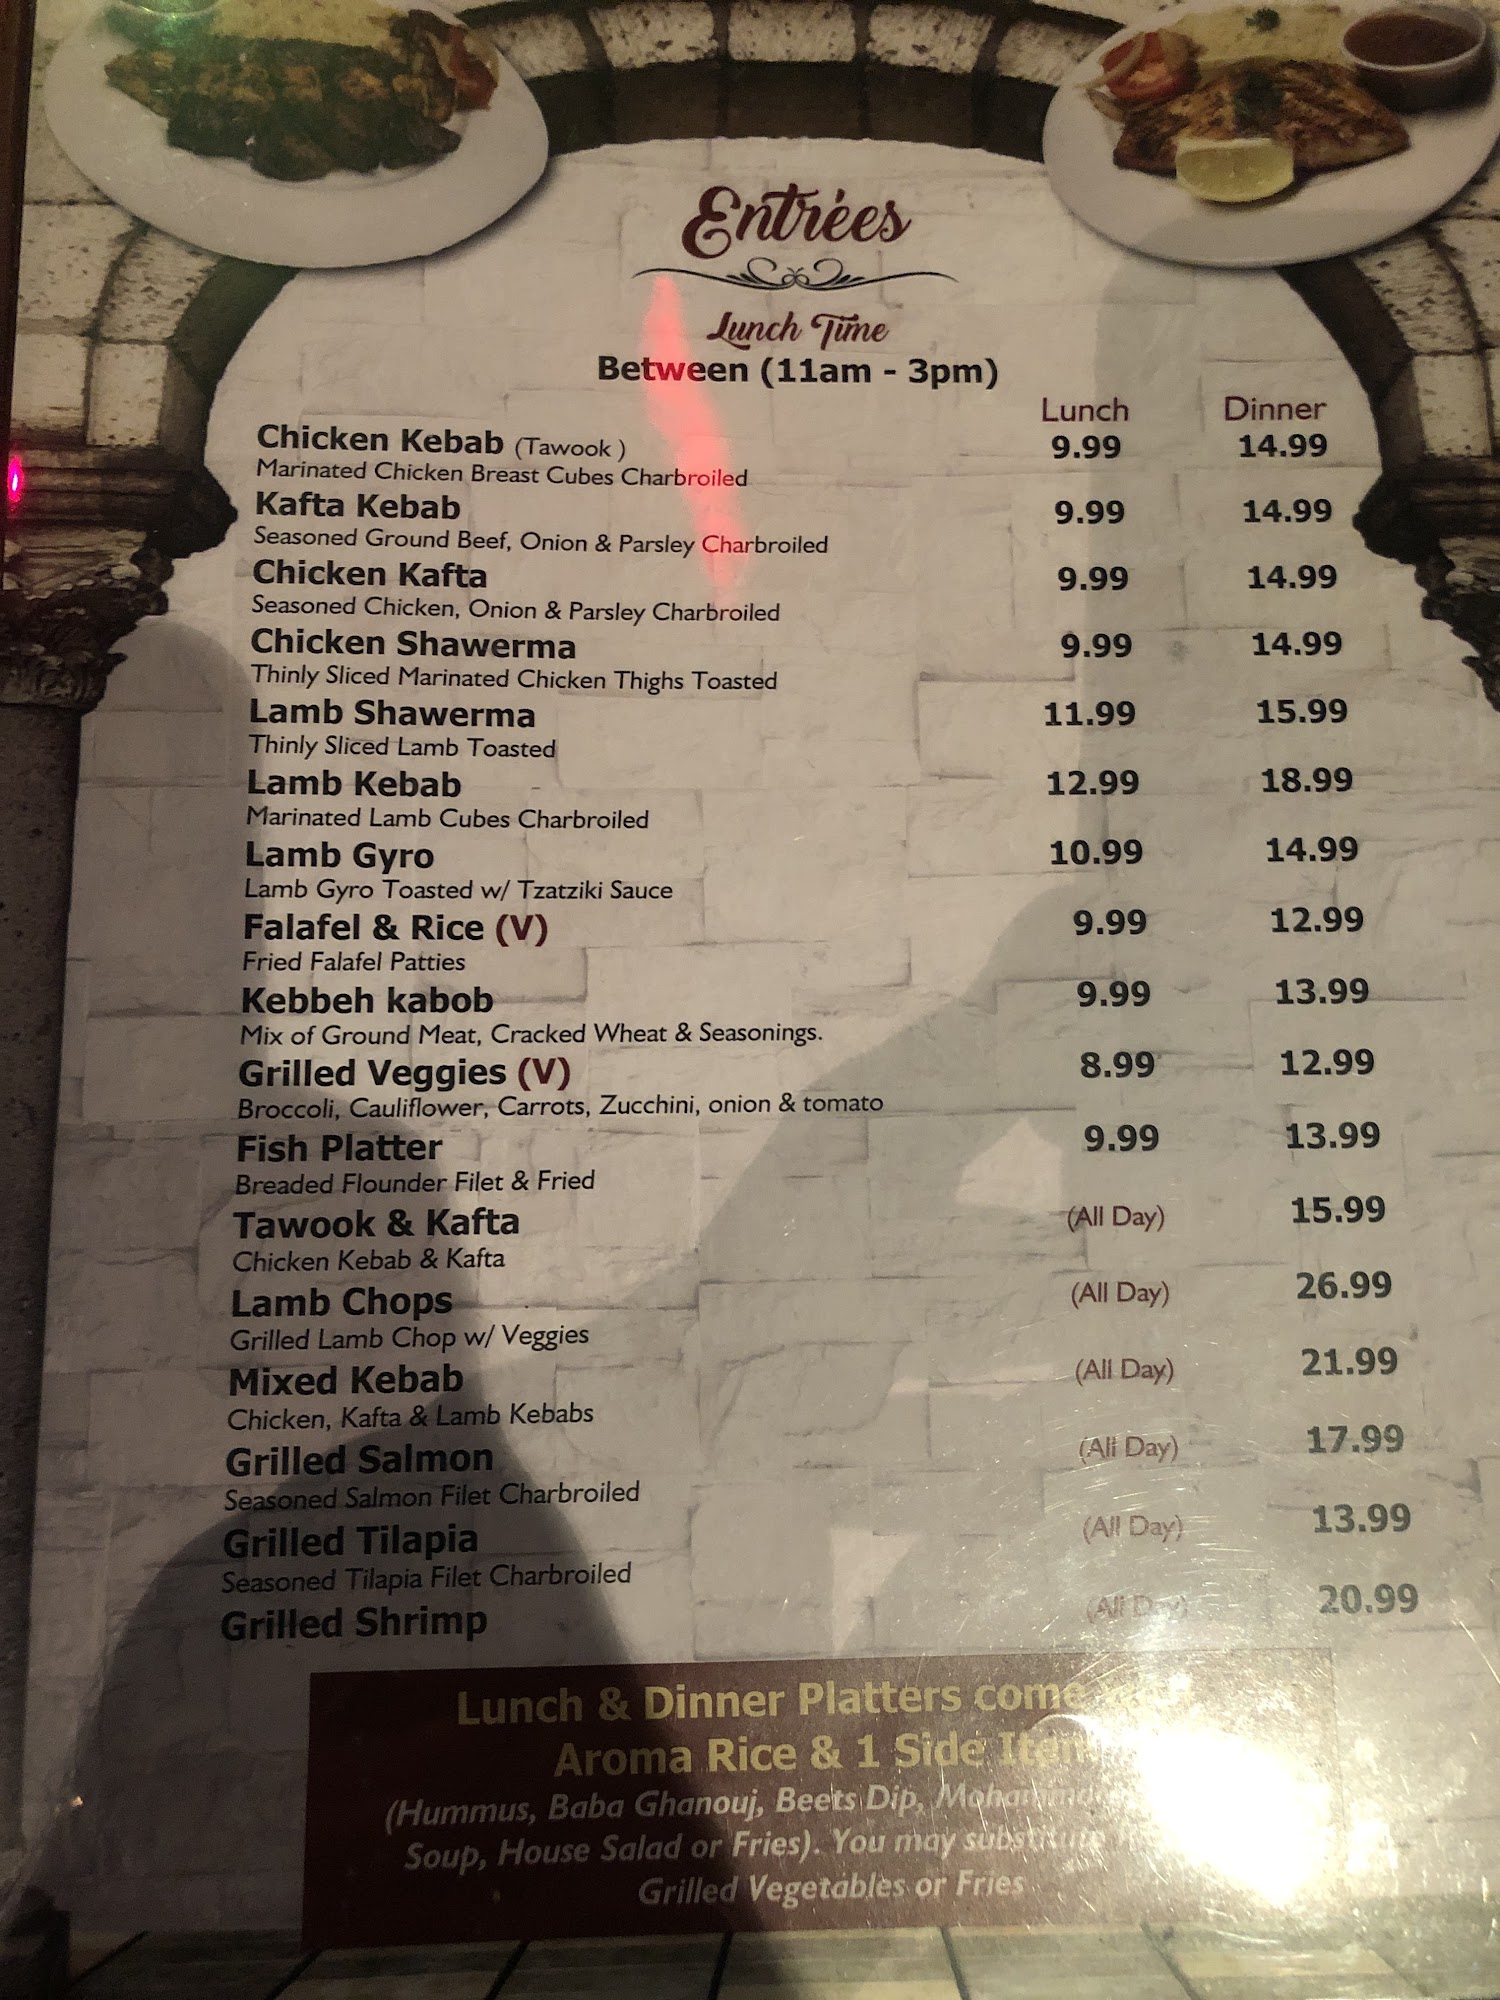 Entrées
Lunch Time
Between (11am - 3pm)
Lunch Dinner
Chicken Kebab (Tawook ) 9.99 14.99
Marinated Chicken Breast Cubes Charbroiled
Kafta Kebab 9.99 14.99
Seasoned Ground Beef, Onion & Parsley Charbroiled
Chicken Kafta 9.99 14.99
Seasoned Chicken, Onion & Parsley Charbroiled
Chicken Shawerma 9.99 14.99
Thinly Sliced Marinated Chicken Thighs Toasted
Lamb Shawerma 11.99 15.99
Thinly Sliced Lamb Toasted
Lamb Kebab 12.99 18.99
Marinated Lamb Cubes Charbroiled
Lamb Gyro 10.99 14.99
Lamb Gyro Toasted w/ Tzatziki Sauce
Falafel & Rice (V) 9.99 12.99
Fried Falafel Patties
Kebbeh kabob 9.99 13.99
Mix of Ground Meat, Cracked Wheat & Seasonings.
Grilled Veggies (V) 8.99 12.99
Broccoli, Cauliflower, Carrots, Zucchini, onion & tomato
Fish Platter 9.99 13.99
Breaded Flounder Filet & Fried
Tawook & Kafta (All Day) 15.99
Chicken Kebab & Kafta
Lamb Chops (All Day) 26.99
Grilled Lamb Chop w/ Veggies
Mixed Kebab (All Day) 21.99
Chicken, Kafta & Lamb Kebabs
Grilled Salmon (All Day) 17.99
Seasoned Salmon Filet Charbroiled
Grilled Tilapia (All Day) 13.99
Seasoned Tilapia Filet Charbroiled
Grilled Shrimp (All Day) 20.99
Lunch & Dinner Platters come
Aroma Rice & 1 Side
(Hummus, Baba Ghanouj, Beets Dip,
Soup, House Salad or Fries). You may substitute
Grilled Vegetables or Fries